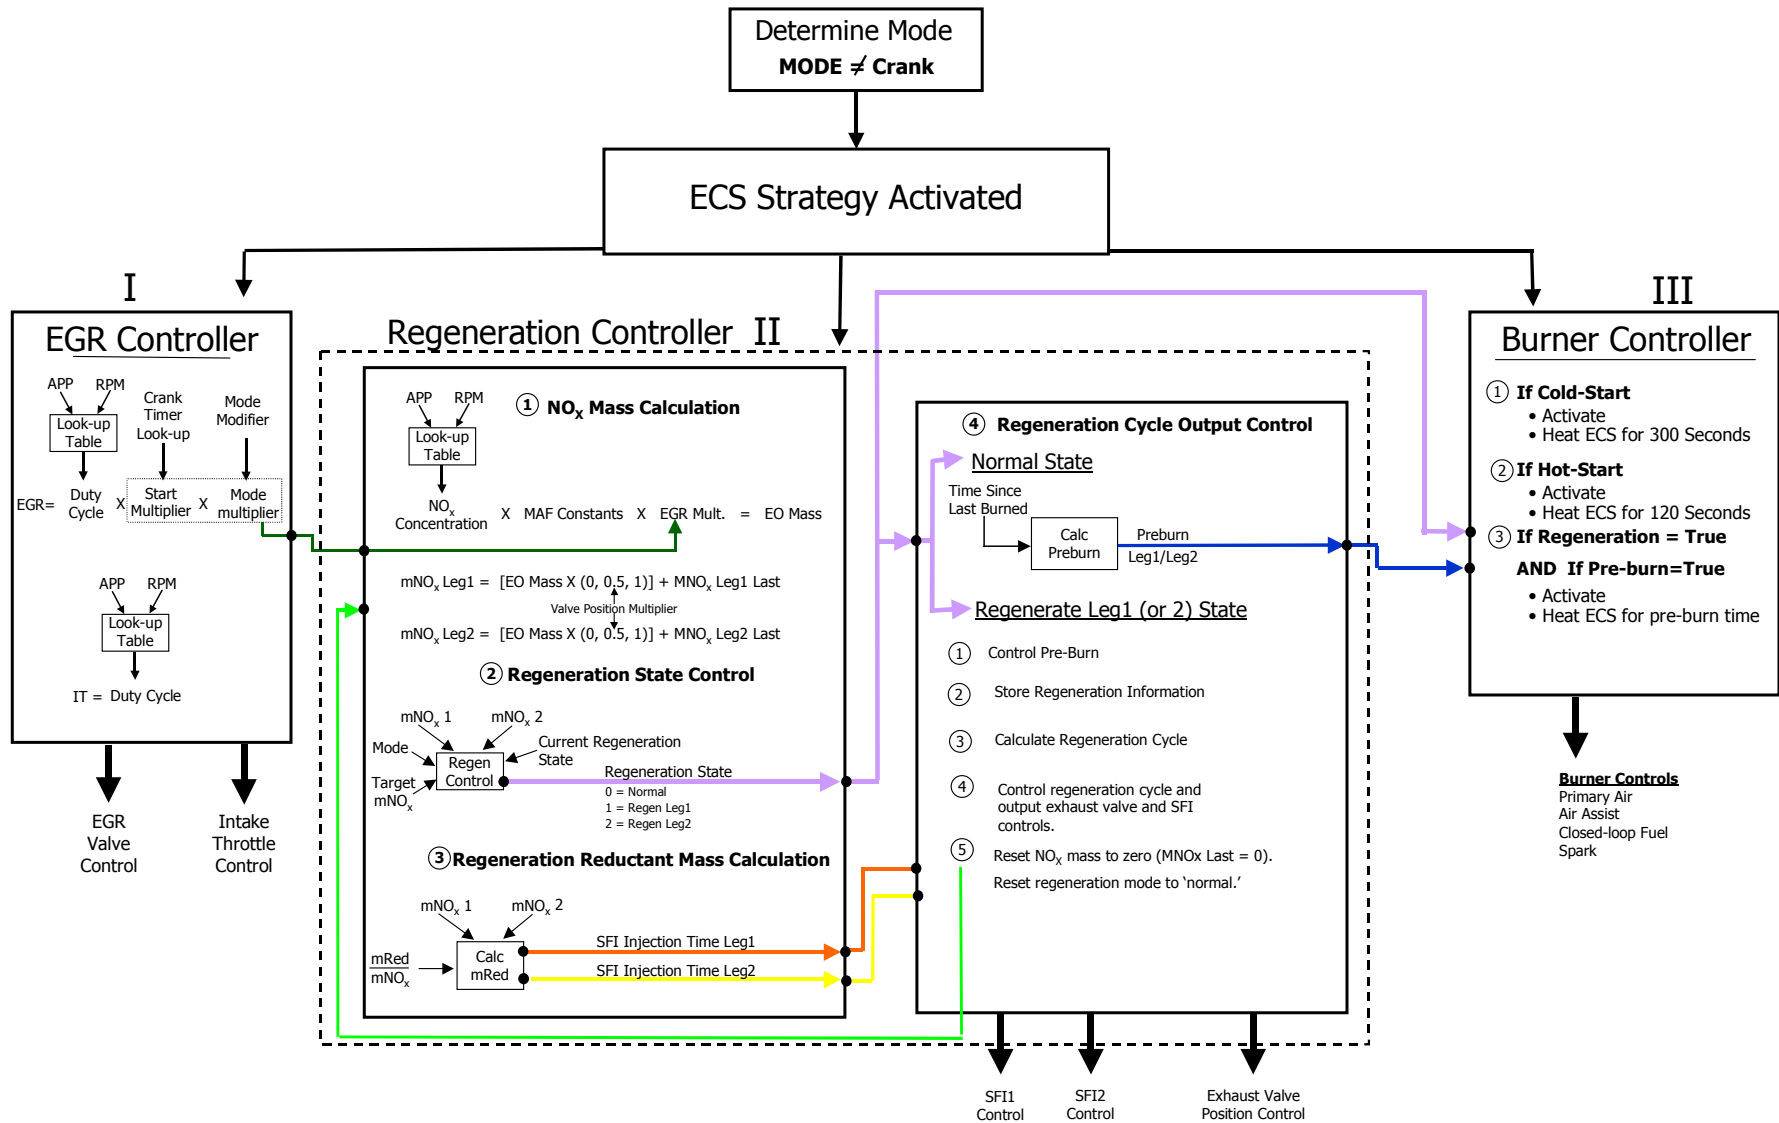 Determine Mode
MODE ≠ Crank
ECS Strategy Activated
I
EGR Controller
APP RPM
Look-up
Table
Crank
Timer
Look-up
Mode
Modifier
EGR= Duty
Cycle
X Start
Multiplier
X Mode
multiplier
APP RPM
Look-up
Table
IT = Duty Cycle
EGR
Valve
Control
Intake
Throttle
Control
Regeneration Controller II
1 NOx Mass Calculation
APP RPM
Look-up
Table
NOx
Concentration
X MAF Constants X EGR Mult. = EO Mass
mNOx Leg1 = [EO Mass X (0, 0.5, 1)] + MNOx Leg1 Last
Valve Position Multiplier
mNOx Leg2 = [EO Mass X (0, 0.5, 1)] + MNOx Leg2 Last
2 Regeneration State Control
mNOx 1 mNOx 2
Mode
Current Regeneration
State
Regen
Control
Target
mNOx
Regeneration State
0 = Normal
1 = Regen Leg1
2 = Regen Leg2
3 Regeneration Reductant Mass Calculation
mNOx 1 mNOx 2
mRed
mNOx
Calc
mRed
SFI Injection Time Leg1
SFI Injection Time Leg2
4 Regeneration Cycle Output Control
Normal State
Time Since
Last Burned
Calc
Preburn
Preburn
Leg1/Leg2
Regenerate Leg1 (or 2) State
1 Control Pre-Burn
2 Store Regeneration Information
3 Calculate Regeneration Cycle
4 Control regeneration cycle and
output exhaust valve and SFI
controls.
5 Reset NOx mass to zero (MNOx Last = 0).
Reset regeneration mode to ‘normal.’
SFI1
Control
SFI2
Control
Exhaust Valve
Position Control
III
Burner Controller
1 If Cold-Start
• Activate
• Heat ECS for 300 Seconds
2 If Hot-Start
• Activate
• Heat ECS for 120 Seconds
3 If Regeneration = True
AND If Pre-burn=True
• Activate
• Heat ECS for pre-burn time
Burner Controls
Primary Air
Air Assist
Closed-loop Fuel
Spark